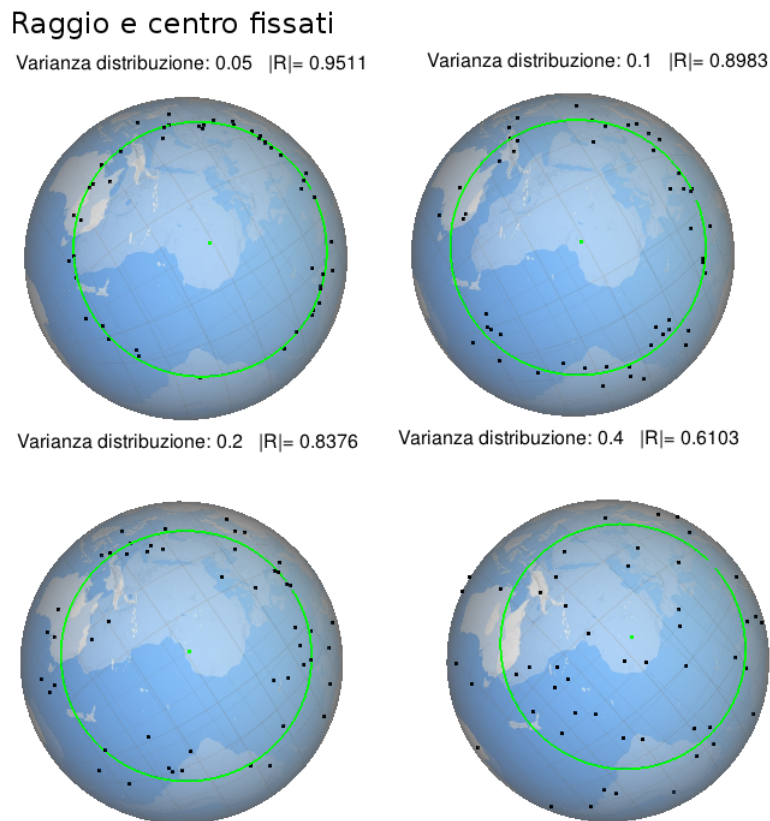 Raggio e centro fissati
Varianza distribuzione: 0.05 |R|= 0.9511
Varianza distribuzione: 0.1 |R|= 0.8983
Varianza distribuzione: 0.2 |R|= 0.8376
Varianza distribuzione: 0.4 |R|= 0.6103